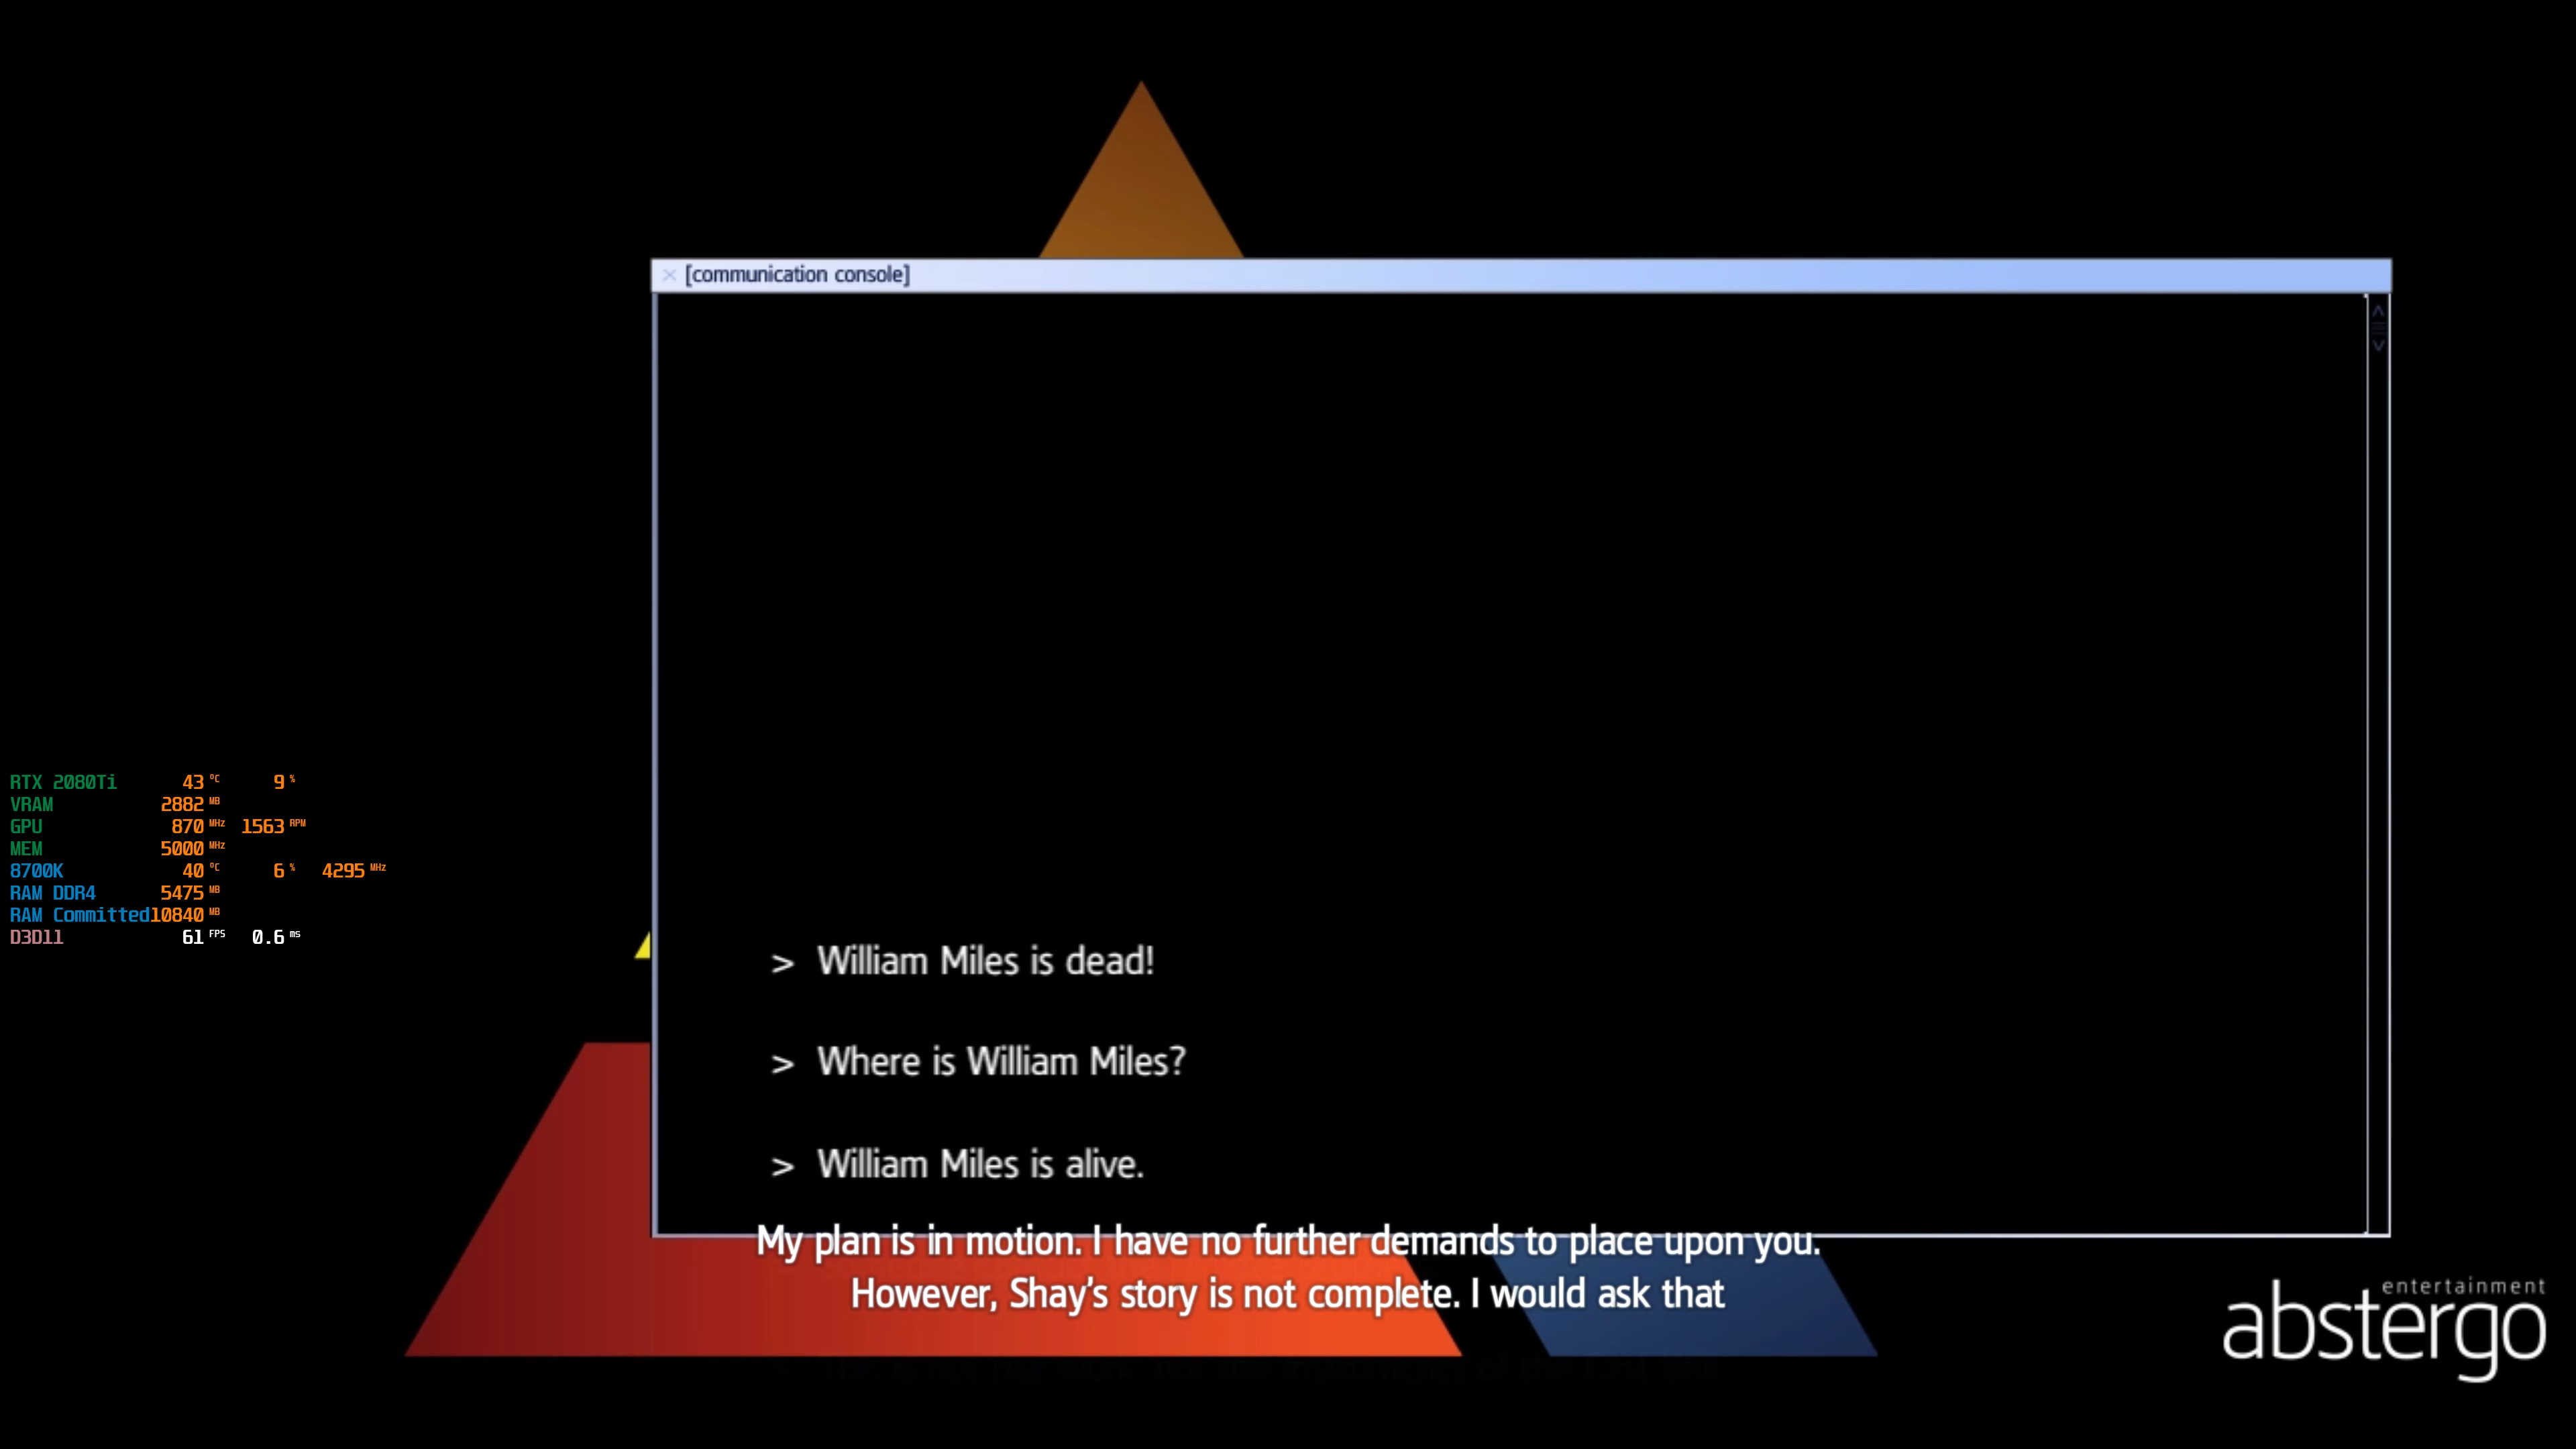 [communication console]
RTX 2080Ti 43 °C 9 %
VRAM 2882 MB
GPU 870 MHz 1563 RPM
MEM 5000 MHz
8700K 40 °C 6 % 4295 MHz
RAM DDR4 5475 MB
RAM Committed 10840 MB
D3D11 61 FPS 0.6 ms
> William Miles is dead!
> Where is William Miles?
> William Miles is alive.
My plan is in motion. I have no further demands to place upon you.
However, Shay's story is not complete. I would ask that
entertainment
abstergo